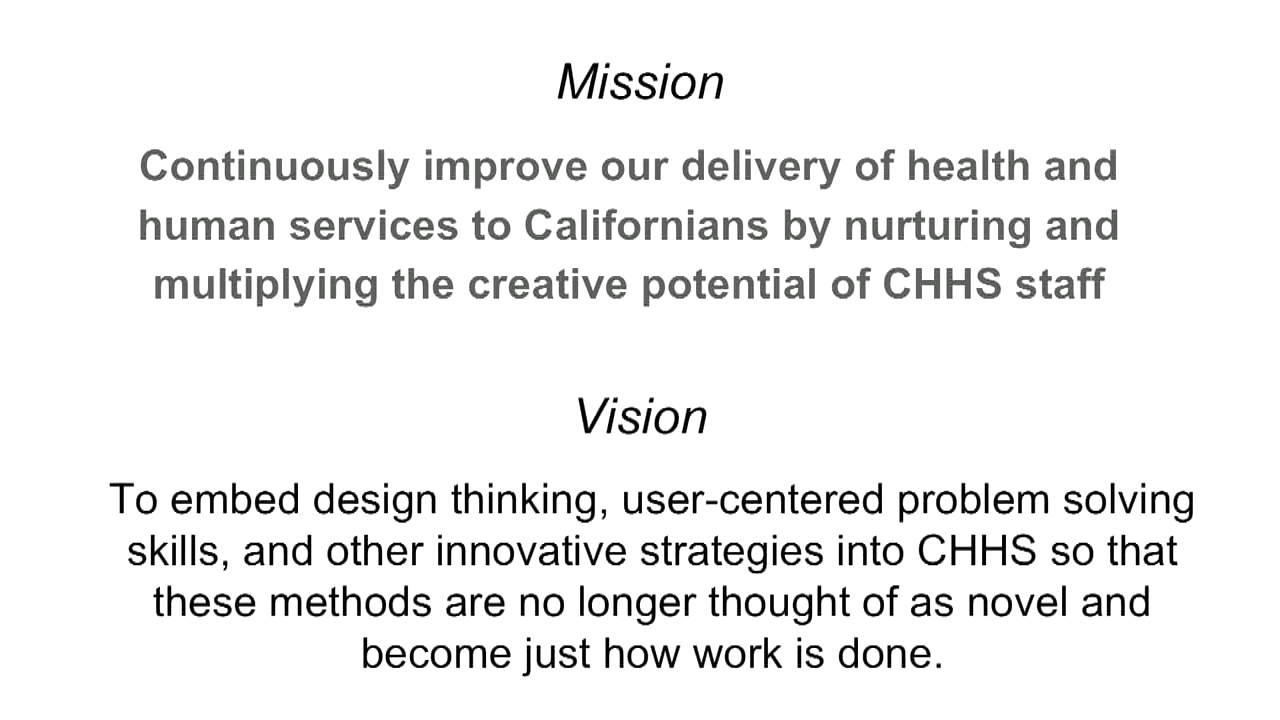 Mission
Continuously improve our delivery of health and
human services to Californians by nurturing and
multiplying the creative potential of CHHS staff
Vision
To embed design thinking, user-centered problem solving
skills, and other innovative strategies into CHHS so that
these methods are no longer thought of as novel and
become just how work is done.